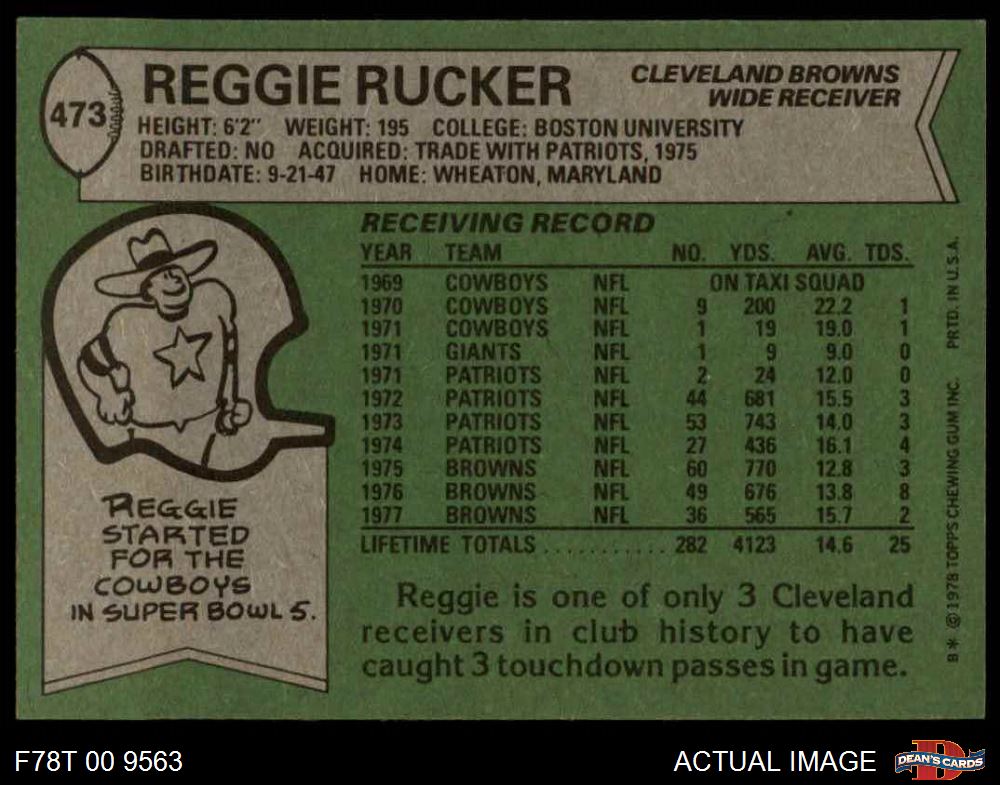 473
REGGIE RUCKER
CLEVELAND BROWNS
WIDE RECEIVER
HEIGHT: 6'2" WEIGHT: 195 COLLEGE: BOSTON UNIVERSITY
DRAFTED: NO ACQUIRED: TRADE WITH PATRIOTS, 1975
BIRTHDATE: 9-21-47 HOME: WHEATON, MARYLAND
RECEIVING RECORD
YEAR TEAM NO. YDS. AVG. TDS.
1969 COWBOYS NFL ON TAXI SQUAD
1970 COWBOYS NFL 9 200 22.2 1
1971 COWBOYS NFL 1 19 19.0 1
1971 GIANTS NFL 1 9 9.0 0
1971 PATRIOTS NFL 2 24 12.0 0
1972 PATRIOTS NFL 44 681 15.5 3
1973 PATRIOTS NFL 53 743 14.0 3
1974 PATRIOTS NFL 27 436 16.1 4
1975 BROWNS NFL 60 770 12.8 3
1976 BROWNS NFL 49 676 13.8 8
1977 BROWNS NFL 36 565 15.7 2
LIFETIME TOTALS ........... 282 4123 14.6 25
REGGIE
STARTED
FOR THE
COWBOYS
IN SUPER BOWL 5.
Reggie is one of only 3 Cleveland
receivers in club history to have
caught 3 touchdown passes in game.
B* © 1978 TOPPS CHEWING GUM INC. PRTD. IN U.S.A.
F78T 00 9563
ACTUAL IMAGE
DEAN'S CARDS